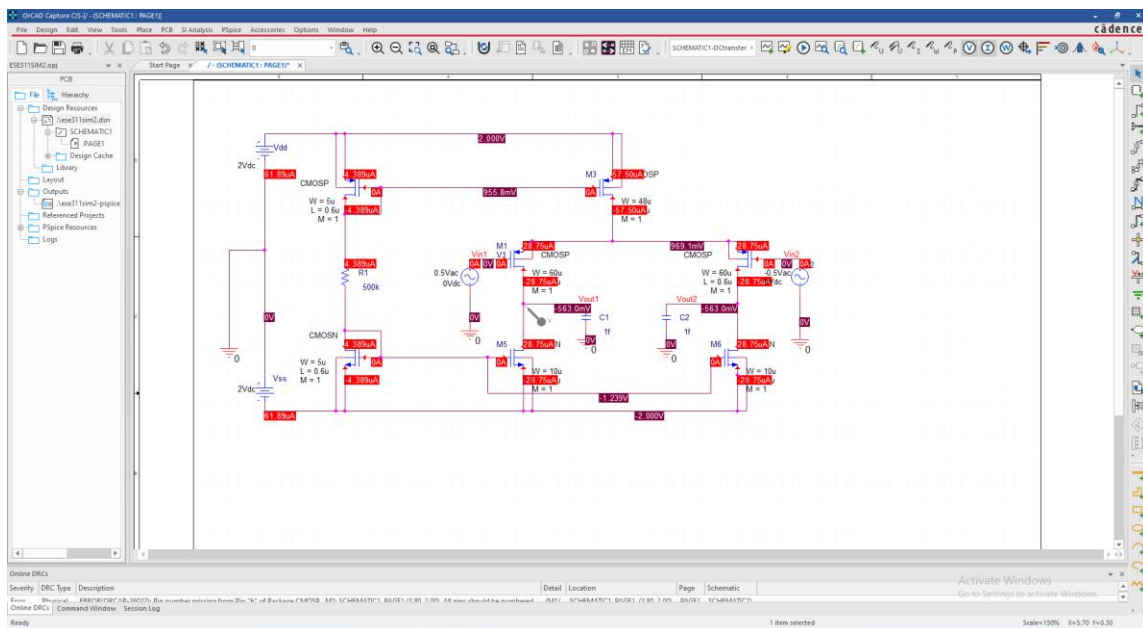 OrCAD Capture CIS-[/ - (SCHEMATIC1 : PAGE1)]
File Design Edit View Tools Place PCB SI Analysis PSpice Accessories Options Window Help
cādence
0
SCHEMATIC1-DCtransfer
ESE311SIM2.opj
Start Page
/ - (SCHEMATIC1 : PAGE1)*
PCB
File Hierarchy
Design Resources
.\ese311sim2.dsn
SCHEMATIC1
PAGE1
Design Cache
Library
Layout
Outputs
.\ese311sim2-pspice
Referenced Projects
PSpice Resources
Logs
2.000V
Vdd
2Vdc
61.89uA
4.389uA
CMOSP
0A
W = 5u
L = 0.6u
M = 1
-4.389uA
955.8mV
M3
-57.50uA
0A
W = 48u
-57.50uA
M = 1
M1
28.75uA
CMOSP
969.1mV
CMOSP
28.75uA
Vin1
V1
0A 0V 0A
Vin2
0A 0V 0A
4.389uA
R1
500k
0.5Vac
0Vdc
W = 60u
-28.75uA
M = 1
W = 60u
L = 0.6u
M = 1
-28.75uA
-0.5Vac
Vout1
-563.0mV
C1
1f
Vout2
-563.0mV
C2
1f
0V
0V
0V
0V
0V
0
0
0
0
0
CMOSN
4.389uA
0A
W = 5u
L = 0.6u
M = 1
-4.389uA
M5
28.75uA
0A
W = 10u
-28.75uA
M = 1
M6
28.75uA
0A
W = 10u
-28.75uA
M = 1
Vss
2Vdc
61.89uA
-1.239V
-2.000V
Online DRCs
Severity DRC Type Description Detail Location Page Schematic
Online DRCs Command Window Session Log
Activate Windows
Go to Settings to activate Windows.
Ready
1 item selected
Scale=150% X=5.70 Y=0.30